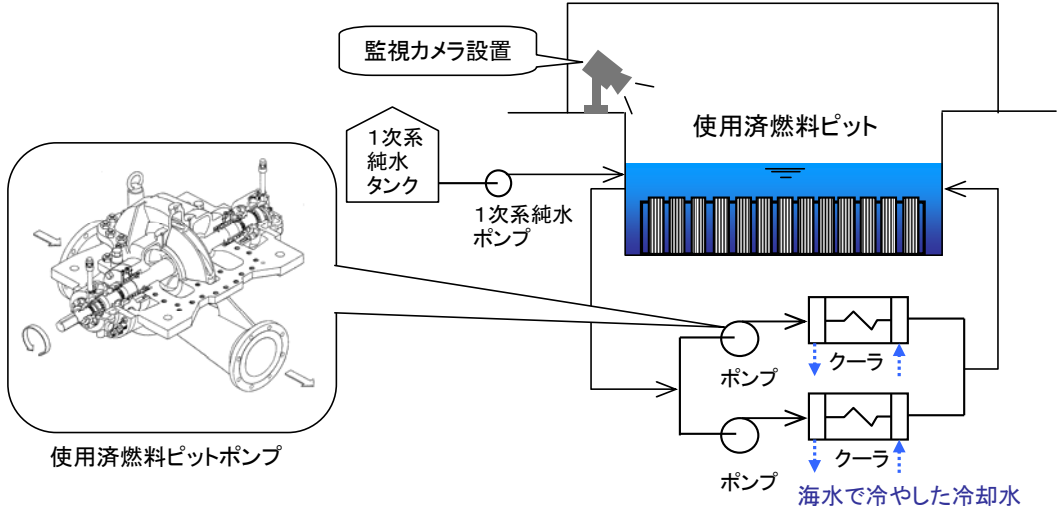 監視カメラ設置
使用済燃料ピット
１次系
純水
タンク
１次系純水
ポンプ
ポンプ
クーラ
ポンプ
クーラ
海水で冷やした冷却水
使用済燃料ピットポンプ